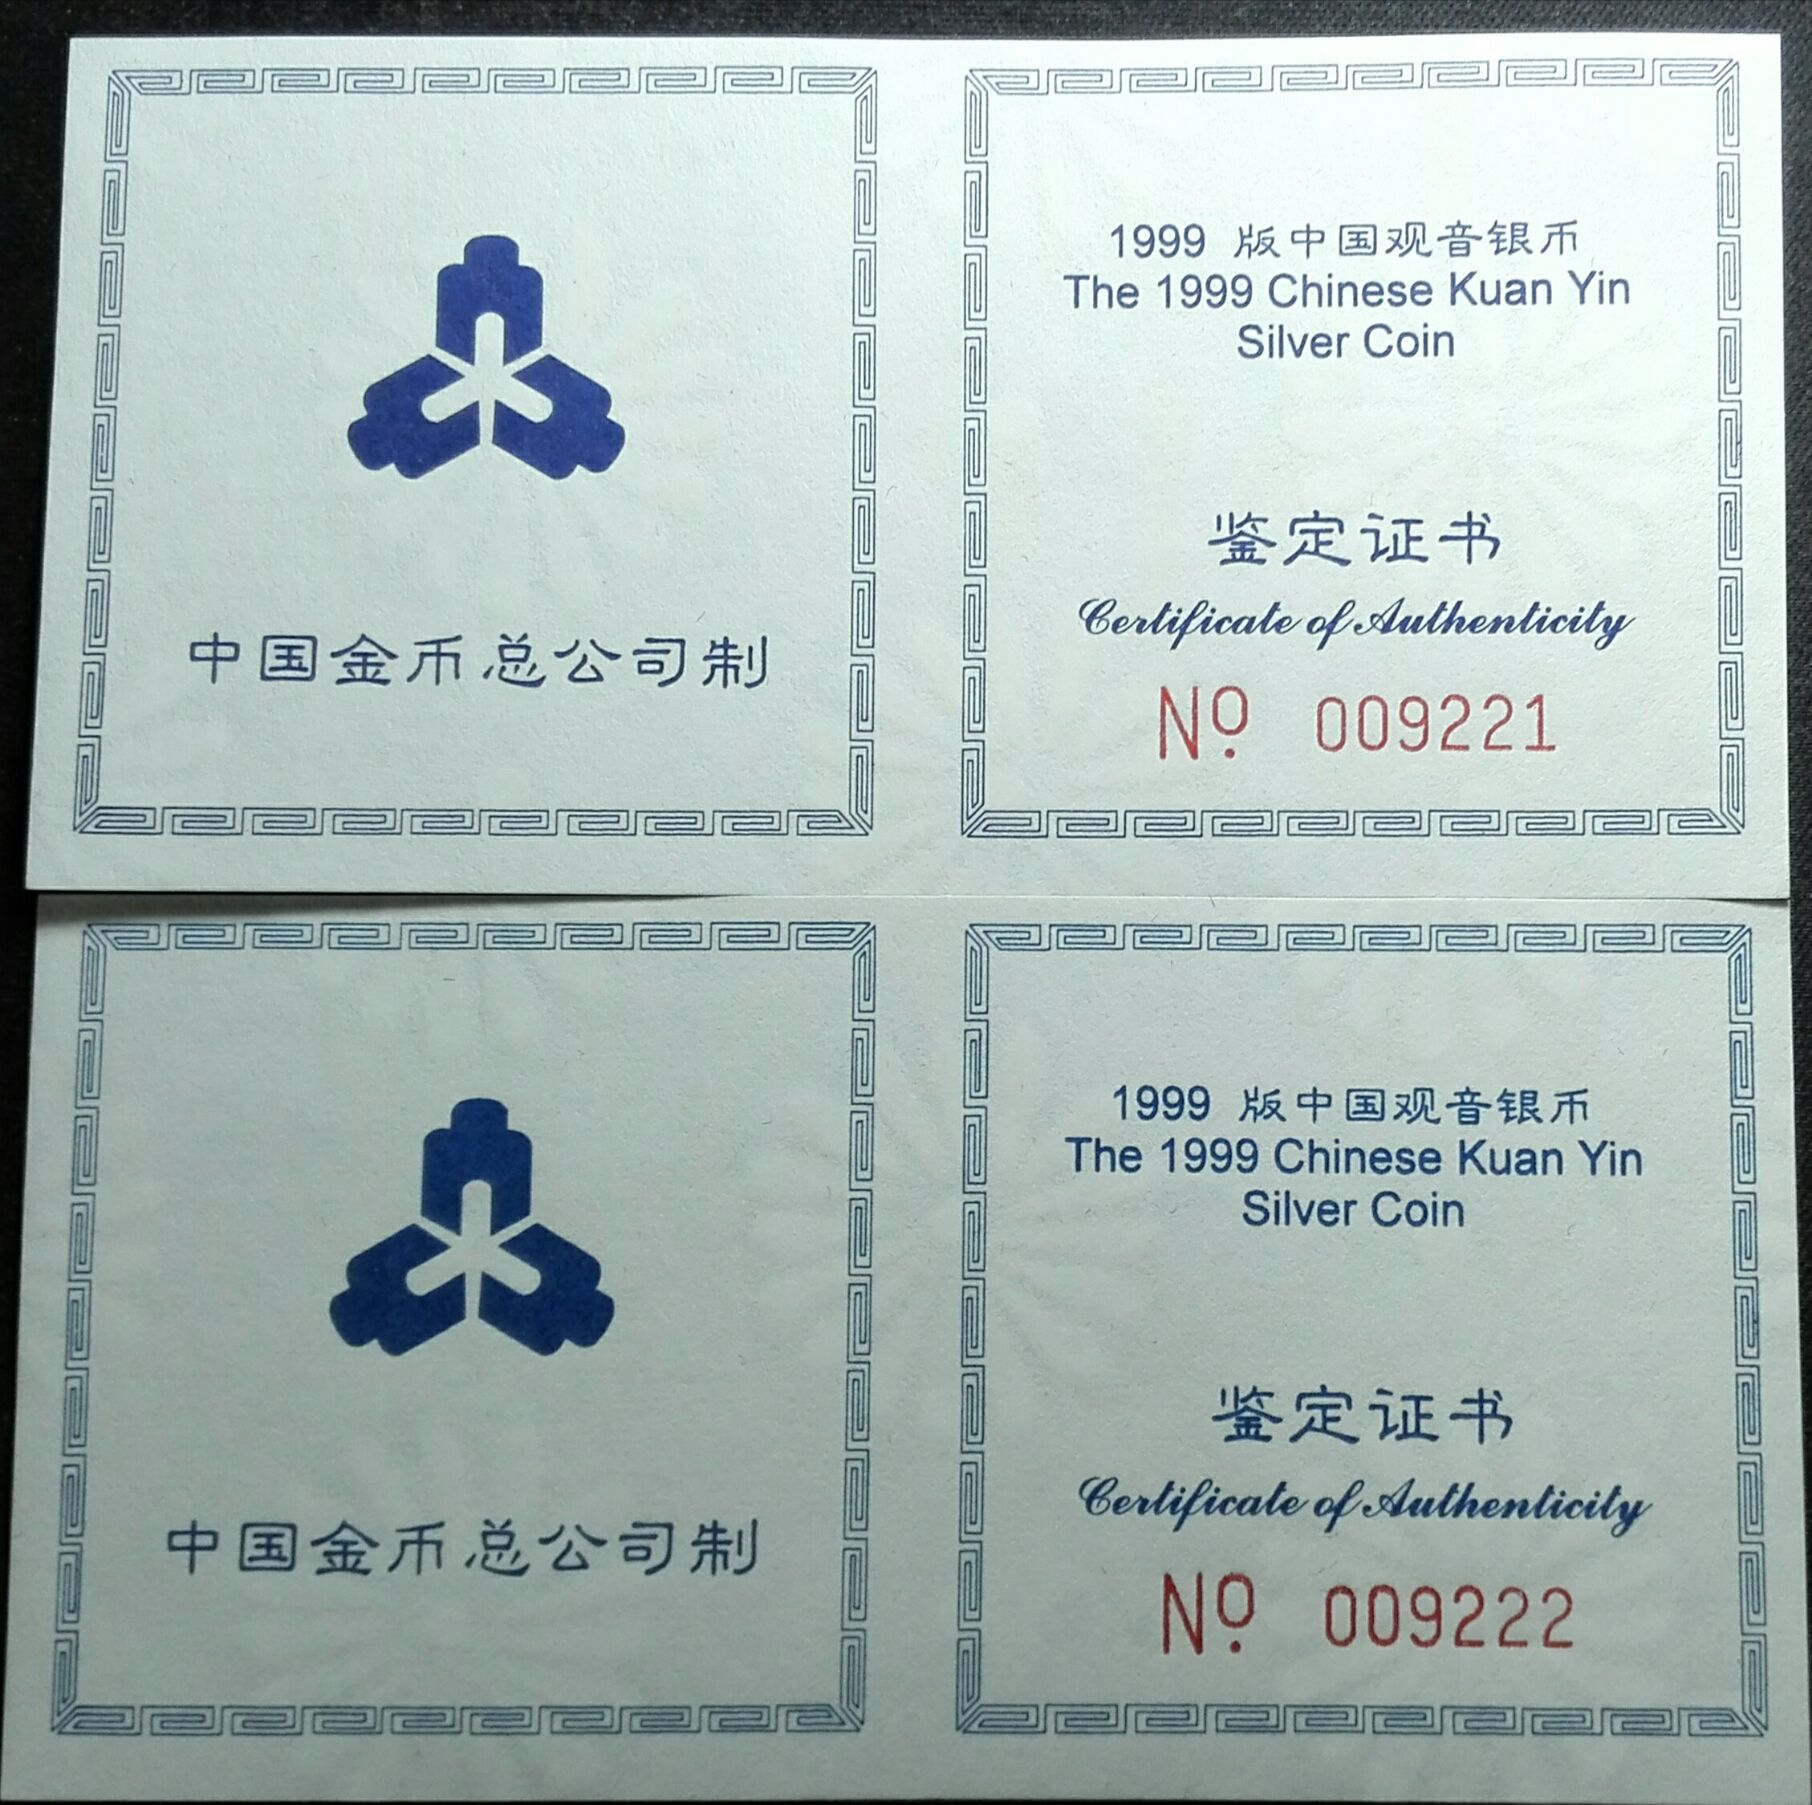 1999 版中国观音银币
The 1999 Chinese Kuan Yin
Silver Coin
鉴定证书
Certificate of Authenticity
中国金币总公司制
Nº 009221
1999 版中国观音银币
The 1999 Chinese Kuan Yin
Silver Coin
鉴定证书
Certificate of Authenticity
中国金币总公司制
Nº 009222